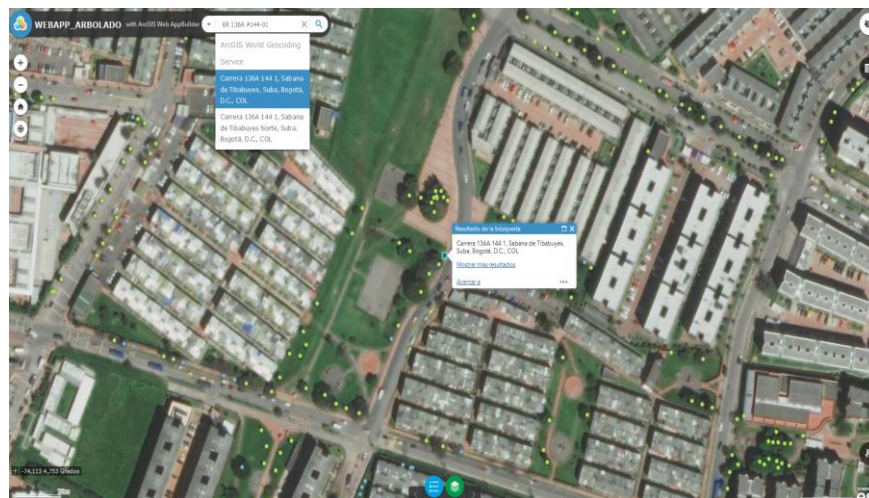 WEBAPP_ARBOLADO with ArcGIS Web AppBuilder
KR 136A #144-01
ArcGIS World Geocoding
Service
Carrera 136A 144 1, Sabana
de Tibabuyes, Suba, Bogotá,
D.C., COL
Carrera 136A 144 1, Sabana
de Tibabuyes Norte, Suba,
Bogotá, D.C., COL
Resultado de la búsqueda
Carrera 136A 144 1, Sabana de Tibabuyes,
Suba, Bogotá, D.C., COL
Mostrar más resultados
Acercar a
-74,113 4,753 Grados